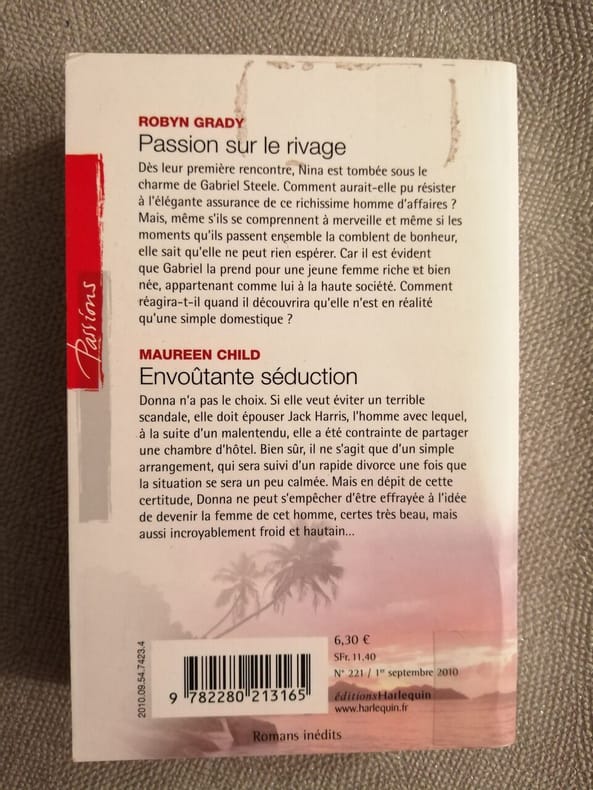 ROBYN GRADY
Passion sur le rivage
Dès leur première rencontre, Nina est tombée sous le
charme de Gabriel Steele. Comment aurait-elle pu résister
à l'élégante assurance de ce richissime homme d'affaires ?
Mais, même s'ils se comprennent à merveille et même si les
moments qu'ils passent ensemble la comblent de bonheur,
elle sait qu'elle ne peut rien espérer. Car il est évident
que Gabriel la prend pour une jeune femme riche et bien
née, appartenant comme lui à la haute société. Comment
réagira-t-il quand il découvrira qu'elle n'est en réalité
qu'une simple domestique ?
Passions
MAUREEN CHILD
Envoûtante séduction
Donna n'a pas le choix. Si elle veut éviter un terrible
scandale, elle doit épouser Jack Harris, l'homme avec lequel,
à la suite d'un malentendu, elle a été contrainte de partager
une chambre d'hôtel. Bien sûr, il ne s'agit que d'un simple
arrangement, qui sera suivi d'un rapide divorce une fois que
la situation se sera un peu calmée. Mais en dépit de cette
certitude, Donna ne peut s'empêcher d'être effrayée à l'idée
de devenir la femme de cet homme, certes très beau, mais
aussi incroyablement froid et hautain...
2010.09.54.7423.4
9 782280 213165
6,30 €
SFr. 11,40
N° 221 / 1er septembre 2010
éditionsHarlequin
www.harlequin.fr
Romans inédits